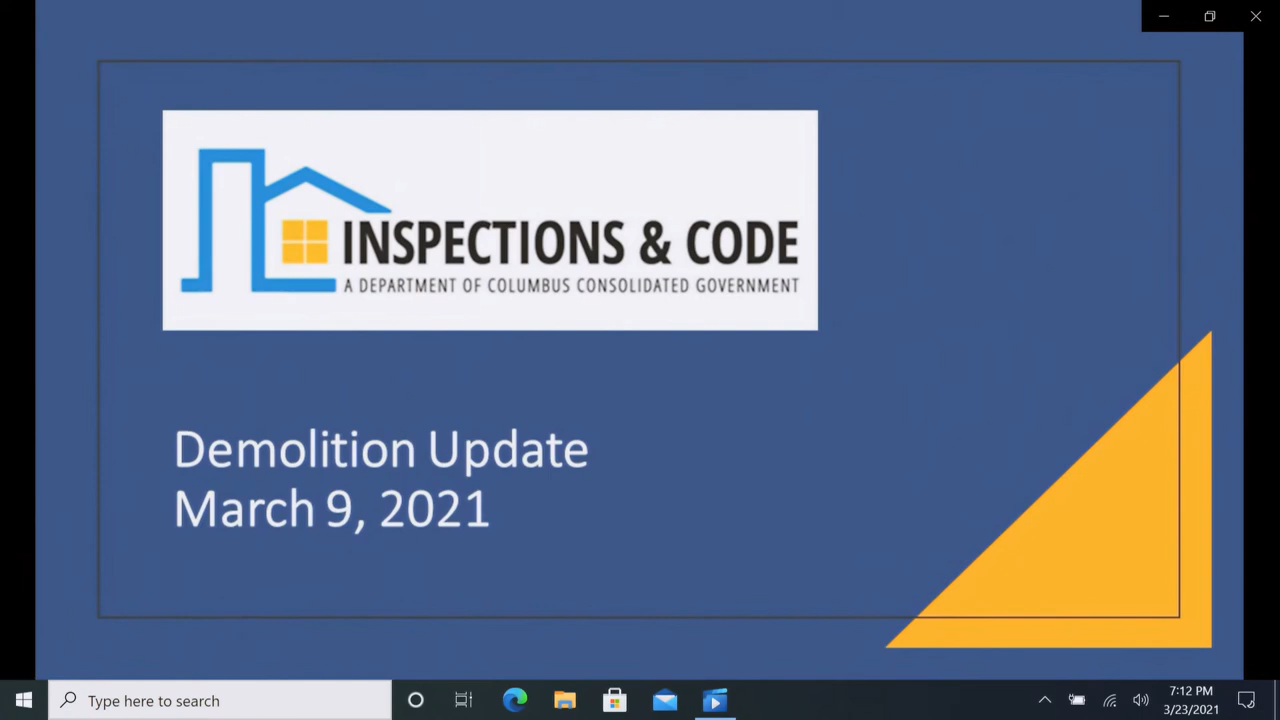 INSPECTIONS & CODE
A DEPARTMENT OF COLUMBUS CONSOLIDATED GOVERNMENT
Demolition Update
March 9, 2021
Type here to search
7:12 PM
3/23/2021